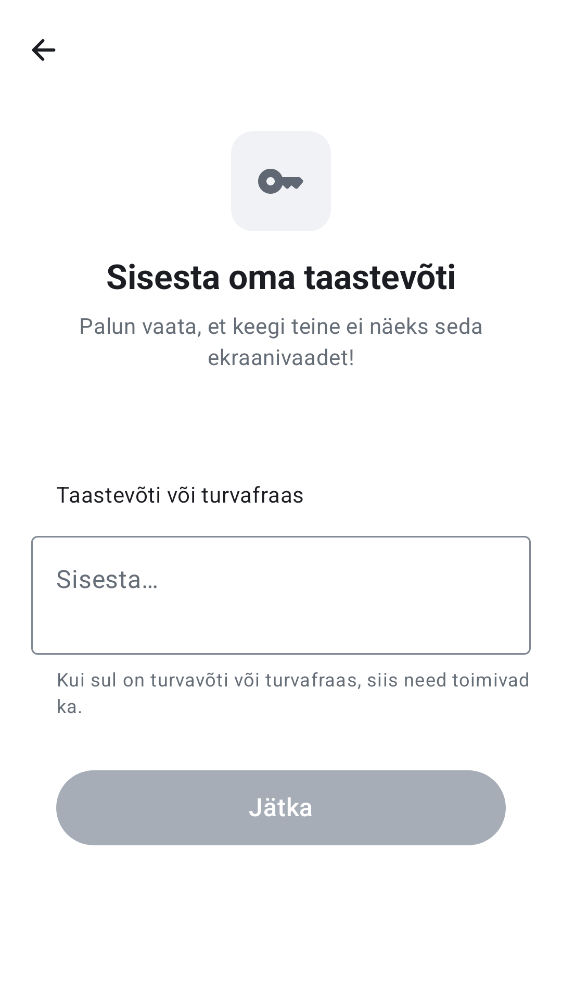 Sisesta oma taastevõti
Palun vaata, et keegi teine ei näeks seda
ekraanivaadet!
Taastevõti või turvafraas
Sisesta…
Kui sul on turvavõti või turvafraas, siis need toimivad
ka.
Jätka